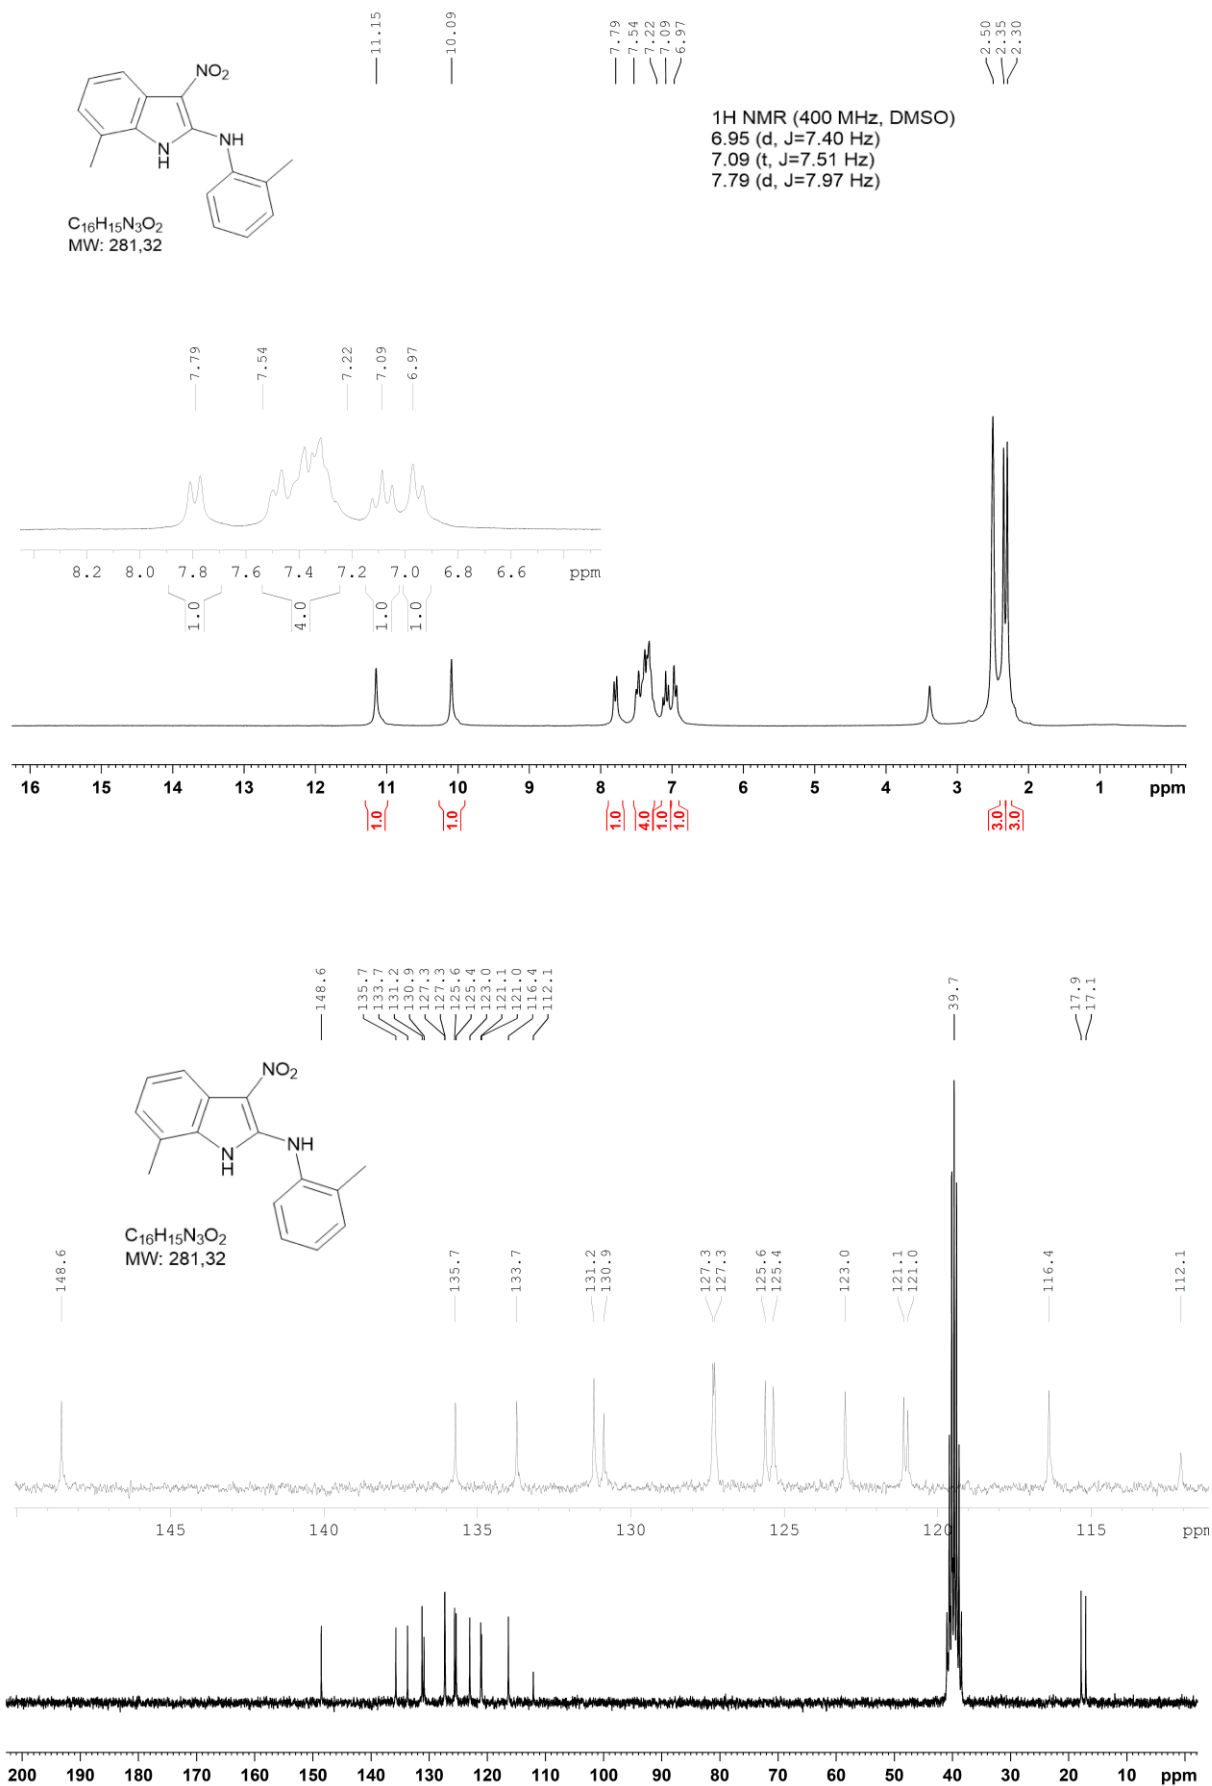 11.15
10.09
7.79
7.54
7.22
7.09
6.97
2.50
2.35
2.30
NO2
NH
N
H
C16H15N3O2
MW: 281,32
1H NMR (400 MHz, DMSO)
6.95 (d, J=7.40 Hz)
7.09 (t, J=7.51 Hz)
7.79 (d, J=7.97 Hz)
7.79
7.54
7.22
7.09
6.97
8.2 8.0 7.8 7.6 7.4 7.2 7.0 6.8 6.6 ppm
1.0 4.0 1.0 1.0
16 15 14 13 12 11 10 9 8 7 6 5 4 3 2 1 ppm
1.0 1.0 1.0 4.0 1.0 1.0 3.0 3.0
148.6
135.7
133.7
131.2
130.9
127.3
127.3
125.6
125.4
123.0
121.1
121.0
116.4
112.1
39.7
17.9
17.1
NO2
NH
N
H
C16H15N3O2
MW: 281,32
148.6
135.7
133.7
131.2
130.9
127.3
127.3
125.6
125.4
123.0
121.1
121.0
116.4
112.1
145 140 135 130 125 120 115 ppm
200 190 180 170 160 150 140 130 120 110 100 90 80 70 60 50 40 30 20 10 ppm